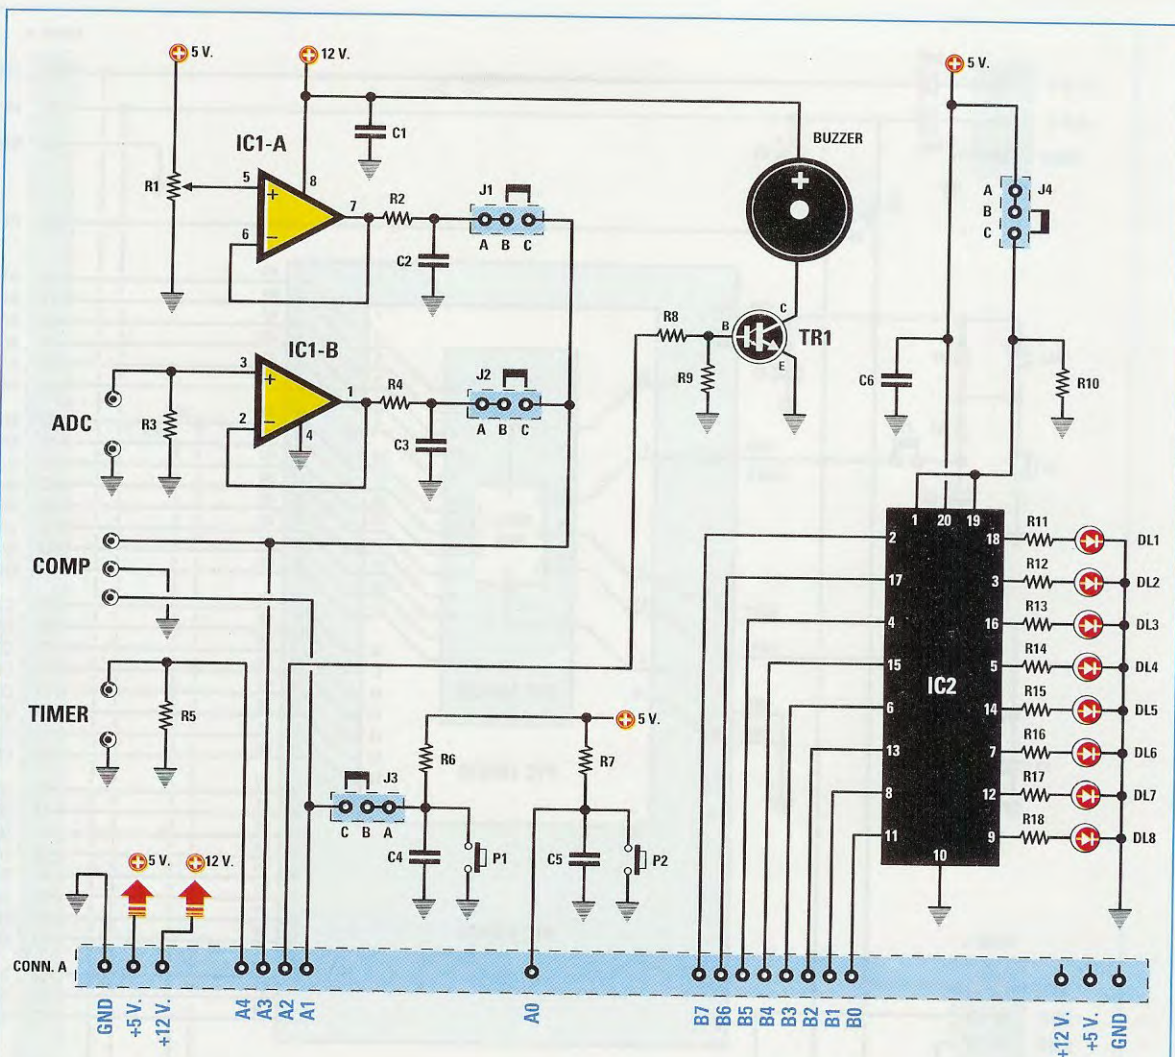 5 V.
12 V.
5 V.
IC1-A
C1
BUZZER
R1
5
8
7
6
R2
J1
A B C
C2
A
B
C
J4
R8
B
C
E
TR1
R9
C6
R10
IC1-B
ADC
R3
3
2
1
4
R4
J2
A B C
C3
COMP
TIMER
R5
1 20 19
2
17
4
15
6
13
8
11
10
IC2
18
3
16
5
14
7
12
9
R11
R12
R13
R14
R15
R16
R17
R18
DL1
DL2
DL3
DL4
DL5
DL6
DL7
DL8
5 V.
R6
R7
J3
C B A
C4
P1
C5
P2
5 V.
12 V.
CONN. A
GND
+5 V.
+12 V.
A4
A3
A2
A1
A0
B7
B6
B5
B4
B3
B2
B1
B0
+12 V.
+5 V.
GND